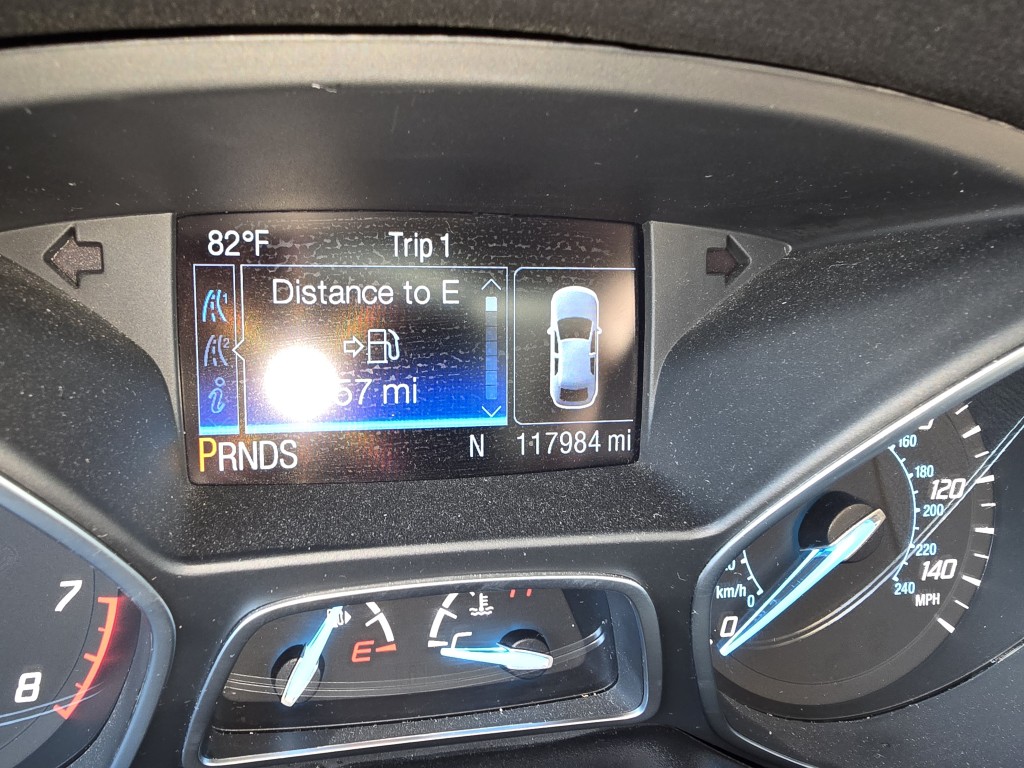 82°F Trip 1
Distance to E
57 mi
PRNDS N 117984 mi
7
8
E
C
H
160
180
120
200
220
140
240
MPH
km/h
0
0